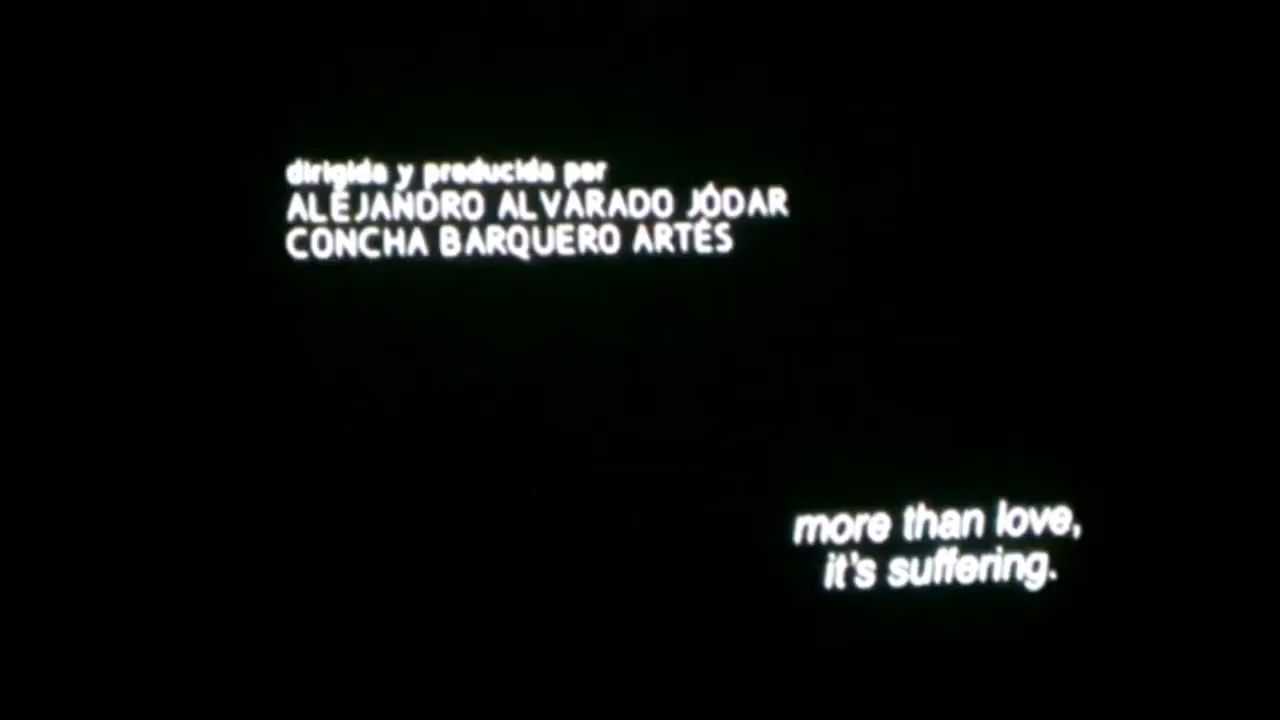 dirigida y producida por
ALEJANDRO ALVARADO JÓDAR
CONCHA BARQUERO ARTÉS
more than love,
it's suffering.